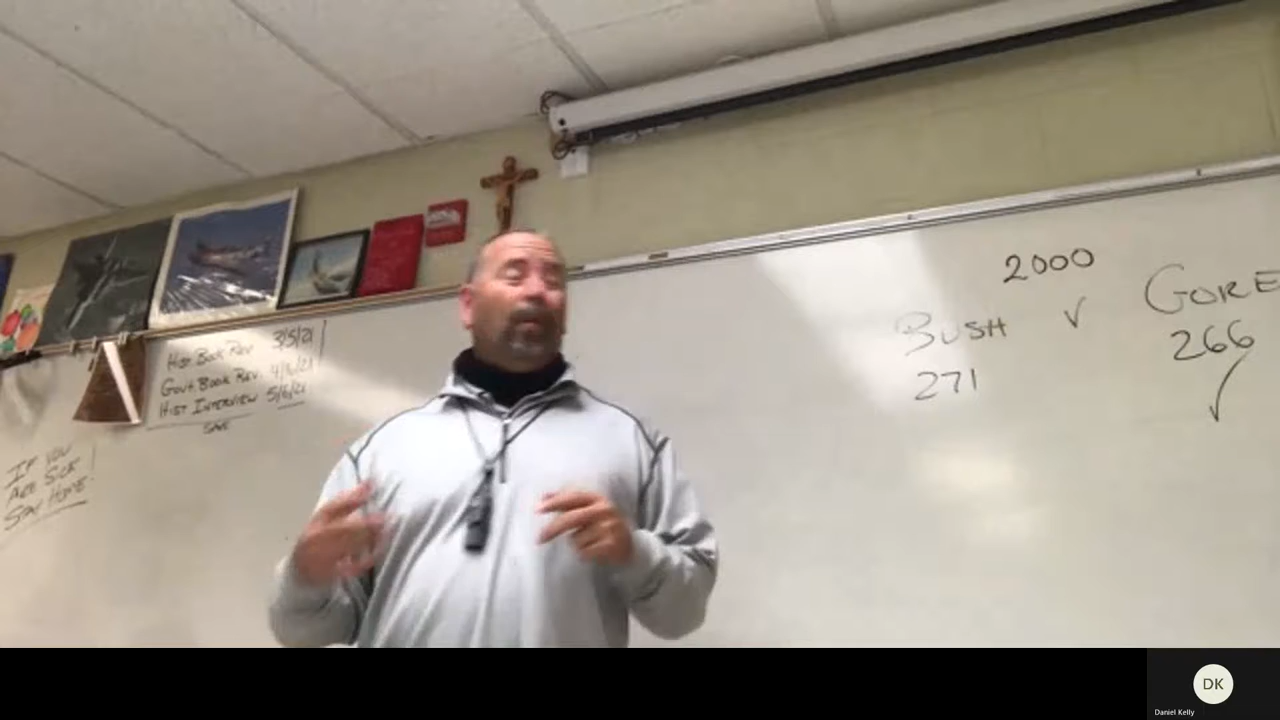 Hist Book Rev 3/5/21
Govt Book Rev. 4/16/21
Hist Interview 5/6/21
IF YOU
ARE SICK
STAY HOME!
2000
BUSH V GORE
271 266
DK
Daniel Kelly